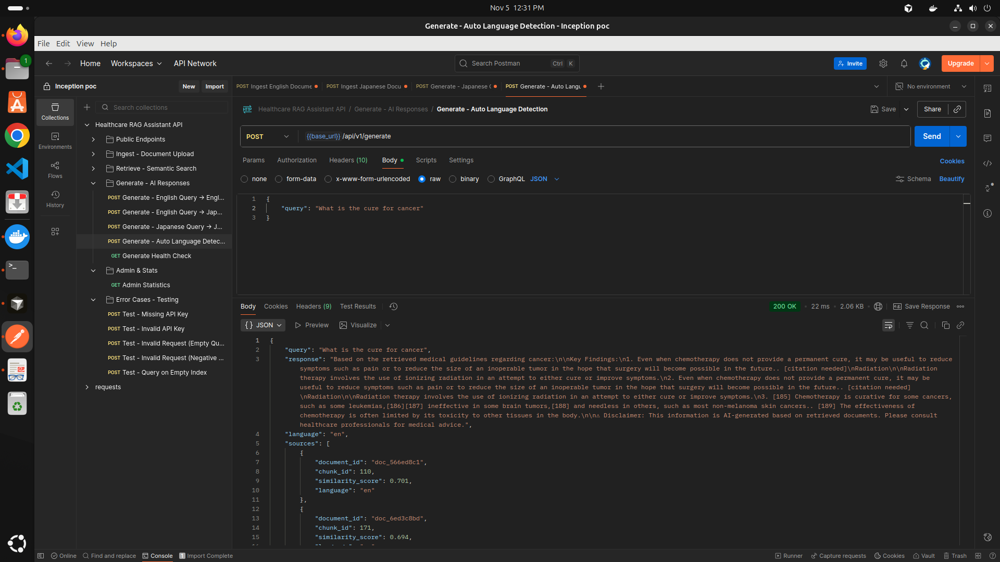 Nov 5 12:31 PM
Generate - Auto Language Detection - Inception poc
File Edit View Help
Home Workspaces API Network
Search Postman Ctrl K
Invite
Upgrade
1
Inception poc
New Import
POST Ingest English Docume
POST Ingest Japanese Docu
POST Generate - Japanese
POST Generate - Auto Langu
No environment
Collections
Environments
Flows
History
Search collections
Healthcare RAG Assistant API
Public Endpoints
Ingest - Document Upload
Retrieve - Semantic Search
Generate - AI Responses
POST Generate - English Query → Engl...
POST Generate - English Query → Jap...
POST Generate - Japanese Query → J...
POST Generate - Auto Language Detec...
GET Generate Health Check
Admin & Stats
GET Admin Statistics
Error Cases - Testing
POST Test - Missing API Key
POST Test - Invalid API Key
POST Test - Invalid Request (Empty Qu...
POST Test - Invalid Request (Negative ...
POST Test - Query on Empty Index
requests
HTTP Healthcare RAG Assistant API / Generate - AI Responses / Generate - Auto Language Detection
Save Share
POST {{base_url}} /api/v1/generate
Send
Params Authorization Headers (10) Body Scripts Settings
Cookies
none form-data x-www-form-urlencoded raw binary GraphQL JSON
Schema Beautify
1 {
2 "query": "What is the cure for cancer"
3 }
Body Cookies Headers (9) Test Results
200 OK • 22 ms • 2.06 KB
e.g. Save Response
{} JSON Preview Visualize
1 {
2 "query": "What is the cure for cancer",
3 "response": "Based on the retrieved medical guidelines regarding cancer:\n\nKey Findings:\n1. Even when chemotherapy does not provide a permanent cure, it may be useful to reduce
symptoms such as pain or to reduce the size of an inoperable tumor in the hope that surgery will become possible in the future.. [citation needed]\nRadiation\n\nRadiation
therapy involves the use of ionizing radiation in an attempt to either cure or improve symptoms.\n2. Even when chemotherapy does not provide a permanent cure, it may be
useful to reduce symptoms such as pain or to reduce the size of an inoperable tumor in the hope that surgery will become possible in the future.. [citation needed]
\nRadiation\n\nRadiation therapy involves the use of ionizing radiation in an attempt to either cure or improve symptoms.\n3. [185] Chemotherapy is curative for some cancers,
such as some leukemias,[186][187] ineffective in some brain tumors,[188] and needless in others, such as most non-melanoma skin cancers.. [189] The effectiveness of
chemotherapy is often limited by its toxicity to other tissues in the body.\n\n⚠ Disclaimer: This information is AI-generated based on retrieved documents. Please consult
healthcare professionals for medical advice.",
4 "language": "en",
5 "sources": [
6 {
7 "document_id": "doc_566ed8c1",
8 "chunk_id": 110,
9 "similarity_score": 0.701,
10 "language": "en"
11 },
12 {
13 "document_id": "doc_6ed3c8bd",
14 "chunk_id": 171,
15 "similarity_score": 0.694,
Online Find and replace Console 1 Import Complete
Runner Capture requests Cookies Vault Trash